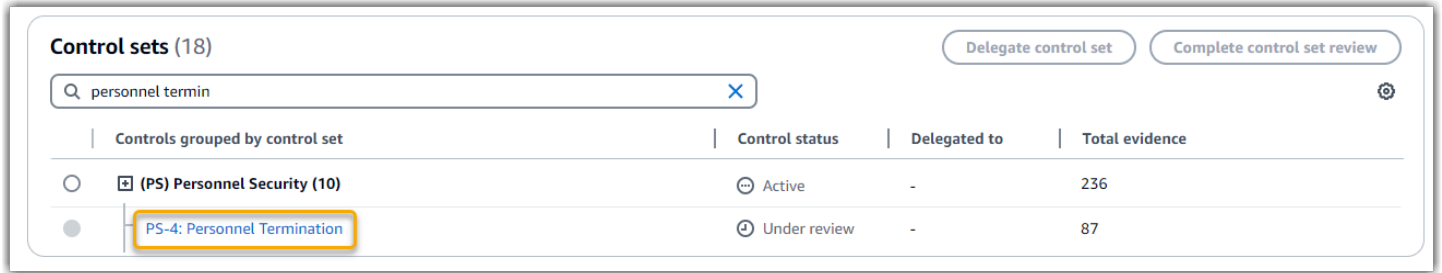 Control sets (18)
Delegate control set
Complete control set review
personnel termin
Controls grouped by control set Control status Delegated to Total evidence
(PS) Personnel Security (10) Active - 236
PS-4: Personnel Termination Under review - 87